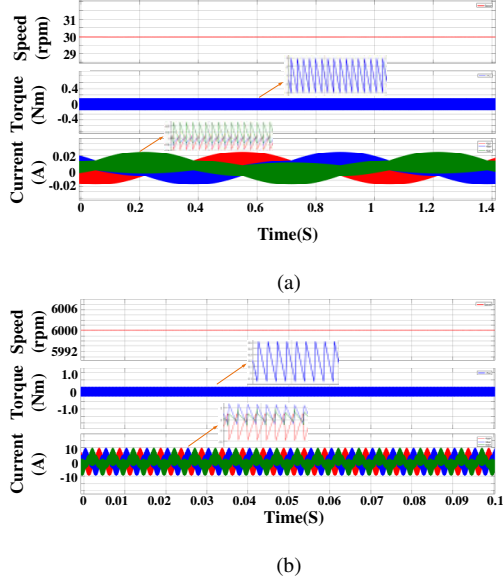 31
30
29
Speed
(rpm)
0.4
0
-0.4
Torque
(Nm)
0.02
0
-0.02
Current
(A)
0 0.2 0.4 0.6 0.8 1 1.2 1.4
Time(S)
(a)
6006
6000
5992
Speed
(rpm)
1.0
0
-1.0
Torque
(Nm)
10
0
-10
Current
(A)
0 0.01 0.02 0.03 0.04 0.05 0.06 0.07 0.08 0.09 0.1
Time(S)
(b)